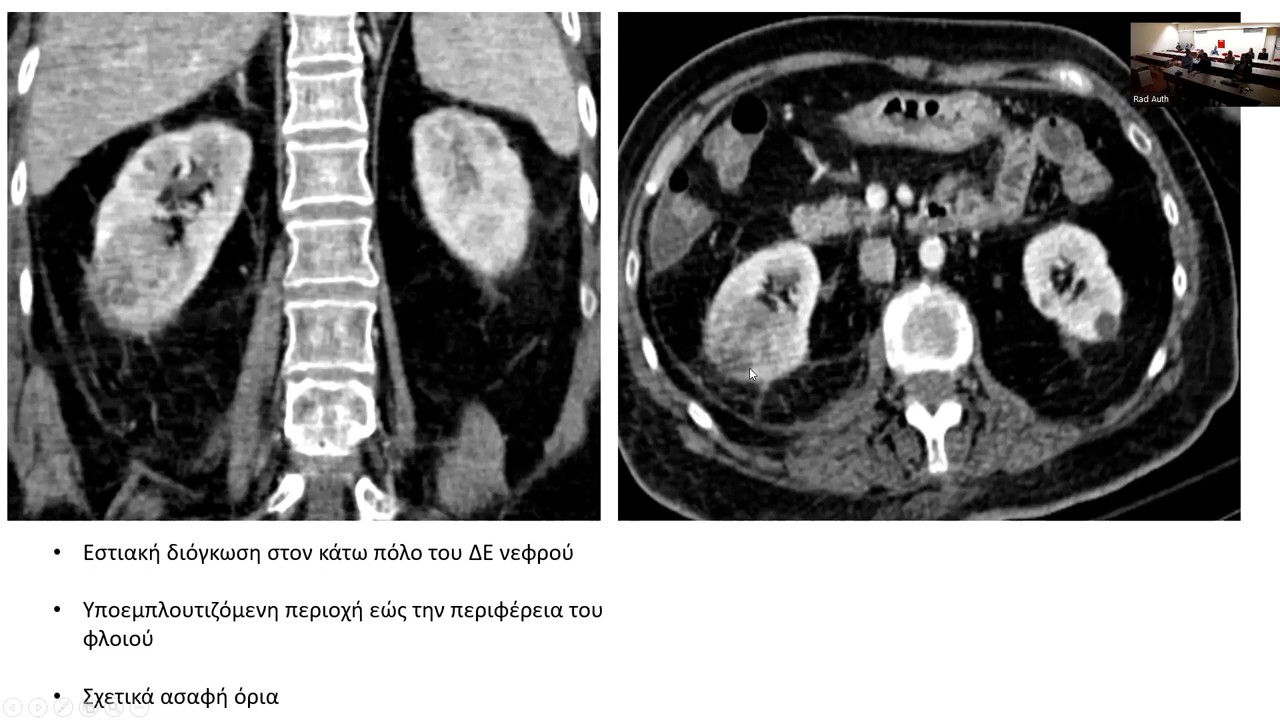 Rad Auth
• Εστιακή διόγκωση στον κάτω πόλο του ΔΕ νεφρού
• Υποεμπλουτιζόμενη περιοχή εώς την περιφέρεια του
φλοιού
• Σχετικά ασαφή όρια